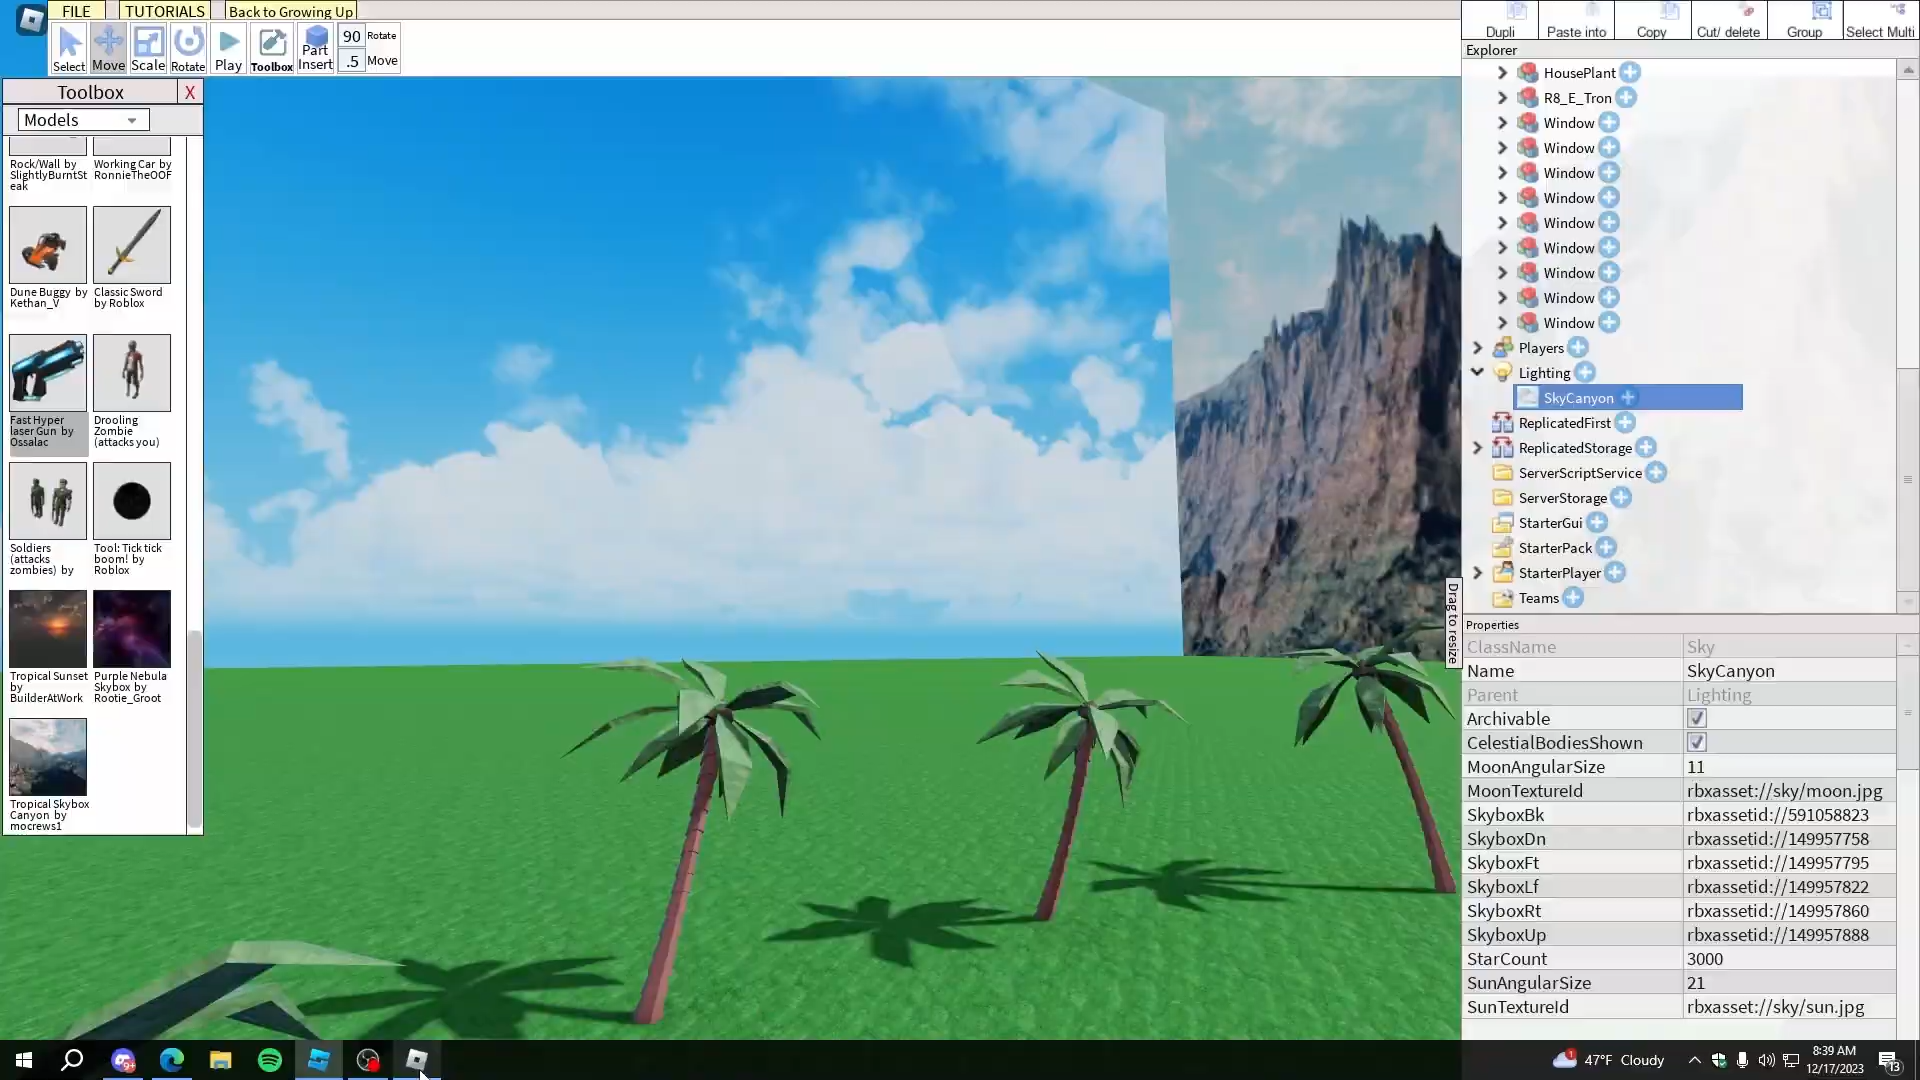 FILE
TUTORIALS
Back to Growing Up
Select
Move
Scale
Rotate
Play
Toolbox
Part
Insert
90 Rotate
.5 Move
Dupli
Paste into
Copy
Cut/ delete
Group
Select Multi
Toolbox
X
Models
Rock/Wall by
SlightlyBurntSt
eak
Working Car by
RonnieTheOOF
Dune Buggy by
Kethan_V
Classic Sword
by Roblox
Fast Hyper
laser Gun by
Ossalac
Drooling
Zombie
(attacks you)
Soldiers
(attacks
zombies) by
Tool: Tick tick
boom! by
Roblox
Tropical Sunset
by
BuilderAtWork
Purple Nebula
Skybox by
Rootie_Groot
Tropical Skybox
Canyon by
mocrews1
Explorer
HousePlant
R8_E_Tron
Window
Window
Window
Window
Window
Window
Window
Window
Window
Players
Lighting
SkyCanyon
ReplicatedFirst
ReplicatedStorage
ServerScriptService
ServerStorage
StarterGui
StarterPack
StarterPlayer
Teams
Drag to resize
Properties
ClassName Sky
Name SkyCanyon
Parent Lighting
Archivable
CelestialBodiesShown
MoonAngularSize 11
MoonTextureId rbxasset://sky/moon.jpg
SkyboxBk rbxassetid://591058823
SkyboxDn rbxassetid://149957758
SkyboxFt rbxassetid://149957795
SkyboxLf rbxassetid://149957822
SkyboxRt rbxassetid://149957860
SkyboxUp rbxassetid://149957888
StarCount 3000
SunAngularSize 21
SunTextureId rbxasset://sky/sun.jpg
9+
1
47°F Cloudy
8:39 AM
12/17/2023
13